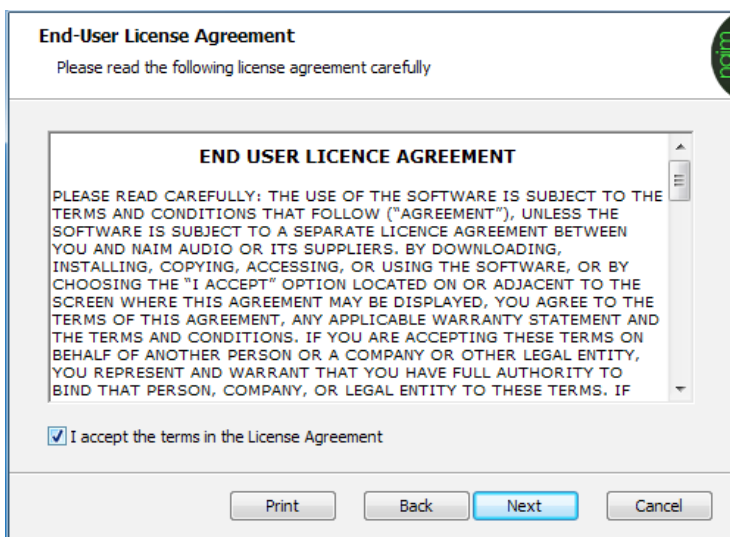 End-User License Agreement
Please read the following license agreement carefully
naim
END USER LICENCE AGREEMENT
PLEASE READ CAREFULLY: THE USE OF THE SOFTWARE IS SUBJECT TO THE
TERMS AND CONDITIONS THAT FOLLOW (“AGREEMENT”), UNLESS THE
SOFTWARE IS SUBJECT TO A SEPARATE LICENCE AGREEMENT BETWEEN
YOU AND NAIM AUDIO OR ITS SUPPLIERS. BY DOWNLOADING,
INSTALLING, COPYING, ACCESSING, OR USING THE SOFTWARE, OR BY
CHOOSING THE “I ACCEPT” OPTION LOCATED ON OR ADJACENT TO THE
SCREEN WHERE THIS AGREEMENT MAY BE DISPLAYED, YOU AGREE TO THE
TERMS OF THIS AGREEMENT, ANY APPLICABLE WARRANTY STATEMENT AND
THE TERMS AND CONDITIONS. IF YOU ARE ACCEPTING THESE TERMS ON
BEHALF OF ANOTHER PERSON OR A COMPANY OR OTHER LEGAL ENTITY,
YOU REPRESENT AND WARRANT THAT YOU HAVE FULL AUTHORITY TO
BIND THAT PERSON, COMPANY, OR LEGAL ENTITY TO THESE TERMS. IF
I accept the terms in the License Agreement
Print Back Next Cancel